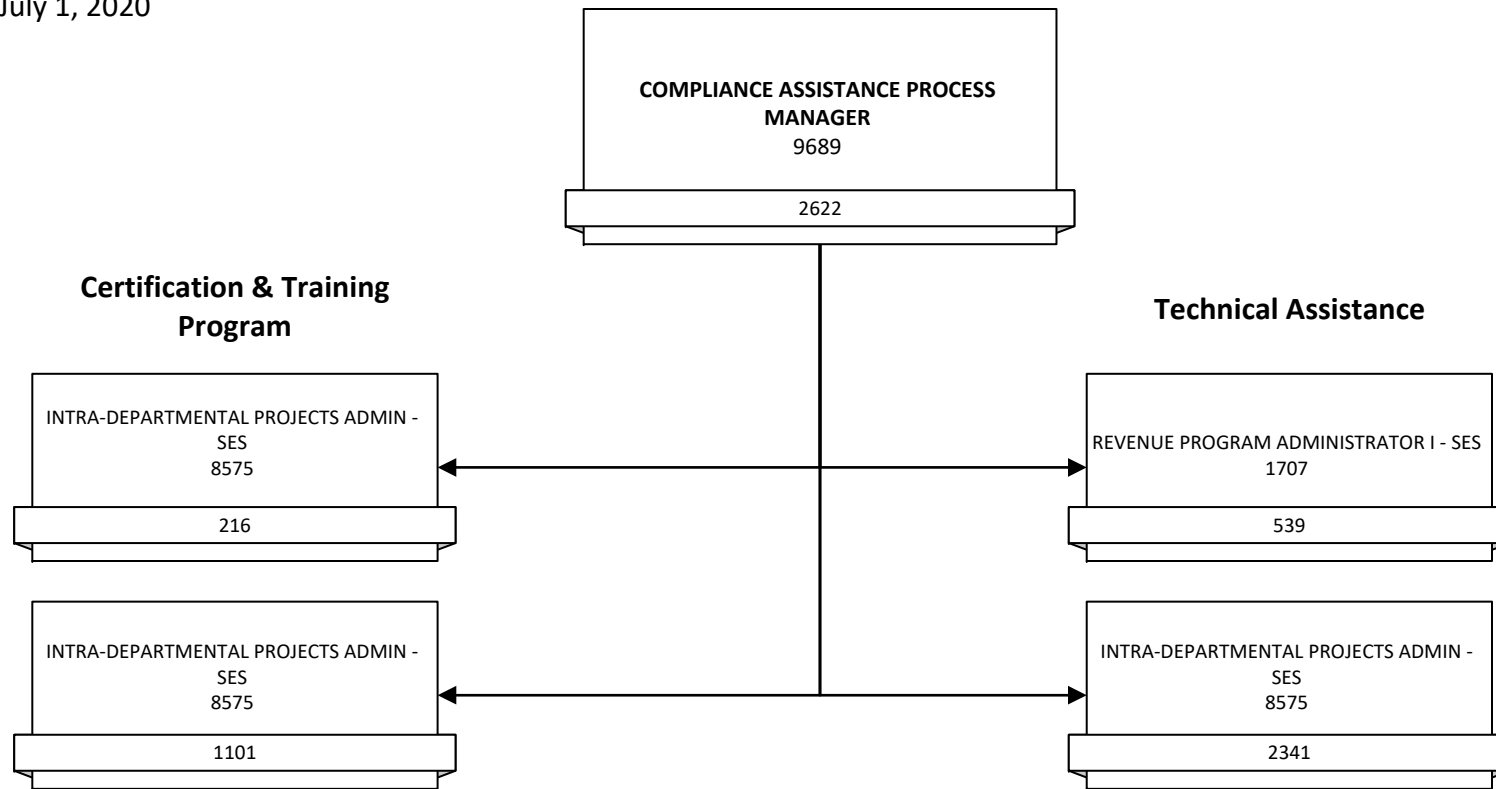 July 1, 2020
COMPLIANCE ASSISTANCE PROCESS
MANAGER
9689
2622
Certification & Training
Program
Technical Assistance
INTRA-DEPARTMENTAL PROJECTS ADMIN -
SES
8575
216
REVENUE PROGRAM ADMINISTRATOR I - SES
1707
539
INTRA-DEPARTMENTAL PROJECTS ADMIN -
SES
8575
1101
INTRA-DEPARTMENTAL PROJECTS ADMIN -
SES
8575
2341